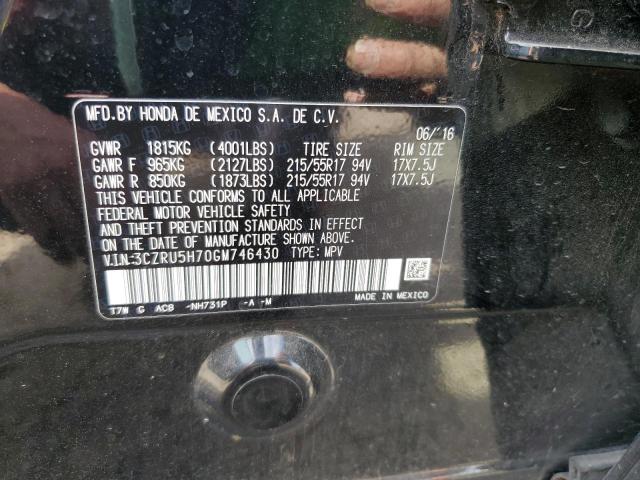 MFD.BY HONDA DE MEXICO S.A. DE C.V.
06/'16
GVWR 1815KG (4001LBS) TIRE SIZE RIM SIZE
GAWR F 965KG (2127LBS) 215/55R17 94V 17X7.5J
GAWR R 850KG (1873LBS) 215/55R17 94V 17X7.5J
THIS VEHICLE CONFORMS TO ALL APPLICABLE
FEDERAL MOTOR VEHICLE SAFETY
AND THEFT PREVENTION STANDARDS IN EFFECT
ON THE DATE OF MANUFACTURE SHOWN ABOVE.
V.I.N:3CZRU5H70GM746430 TYPE: MPV
MADE IN MEXICO
T7W G ACB -NH731P -A -M